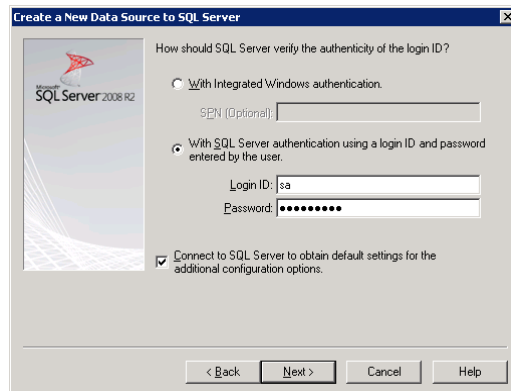 Create a New Data Source to SQL Server
Microsoft
SQL Server 2008 R2
How should SQL Server verify the authenticity of the login ID?
With Integrated Windows authentication.
SPN (Optional):
With SQL Server authentication using a login ID and password
entered by the user.
Login ID: sa
Password: ●●●●●●●●●
Connect to SQL Server to obtain default settings for the
additional configuration options.
< Back
Next >
Cancel
Help